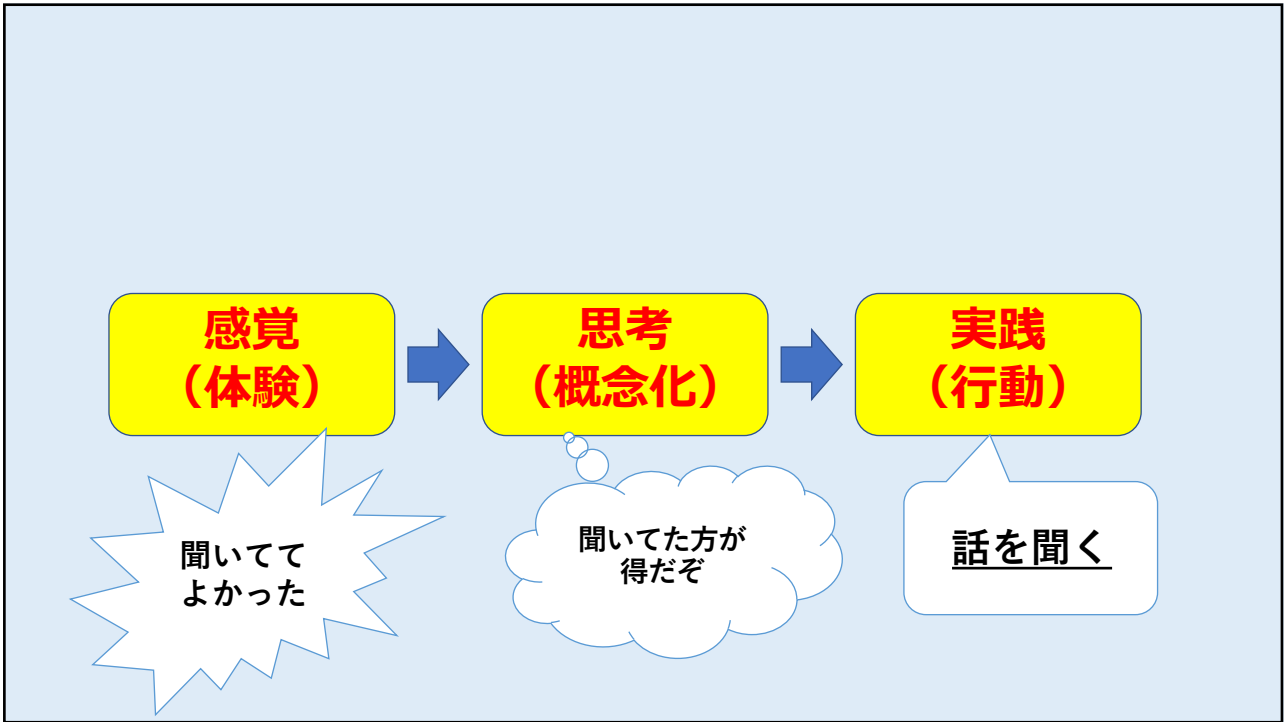 感覚
（体験）
思考
（概念化）
実践
（行動）
聞いてて
よかった
聞いてた方が
得だぞ
話を聞く